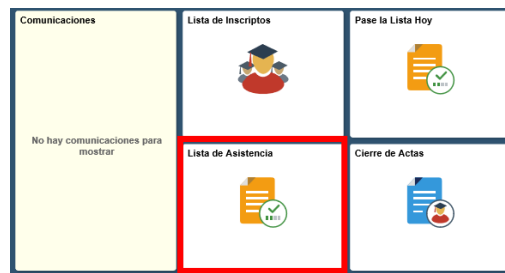 Comunicaciones
No hay comunicaciones para
mostrar
Lista de Inscriptos
Pase la Lista Hoy
Lista de Asistencia
Cierre de Actas